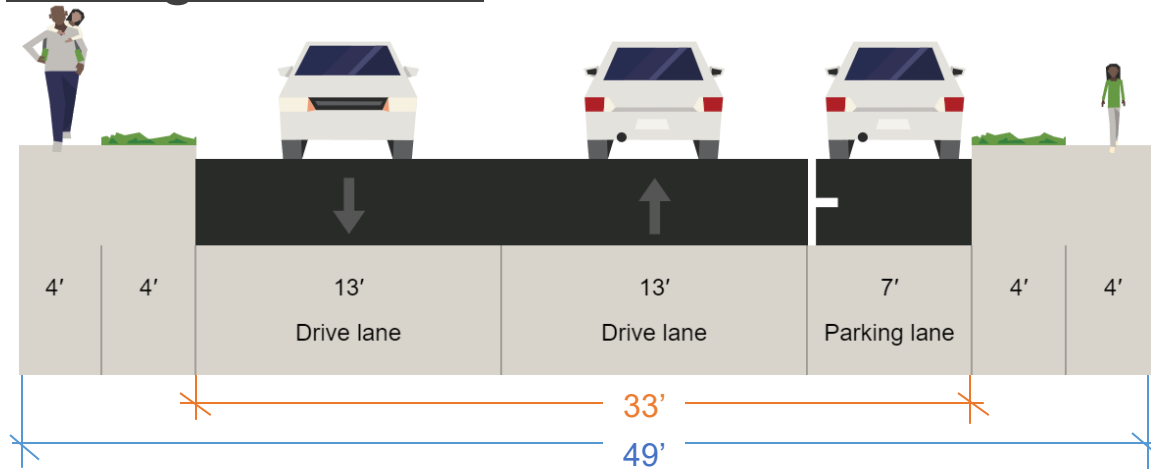 4′ 4′ 13′ 13′ 7′ 4′ 4′
Drive lane Drive lane Parking lane
33’
49’